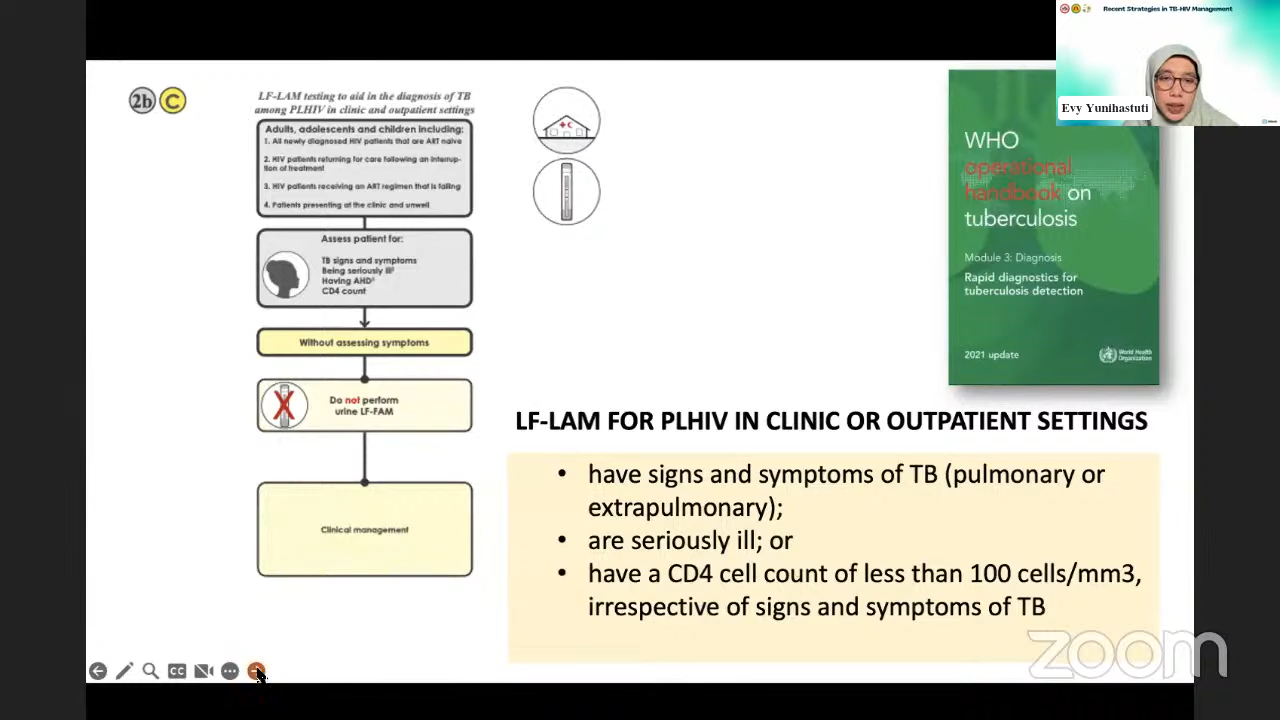 Recent Strategies in TB-HIV Management
Evy Yunihastuti
2b
C
LF-LAM testing to aid in the diagnosis of TB
among PLHIV in clinic and outpatient settings
Adults, adolescents and children including:
1. All newly diagnosed HIV patients that are ART naive
2. HIV patients returning for care following an interrup-
tion of treatment
3. HIV patients receiving an ART regimen that is failing
4. Patients presenting at the clinic and unwell
Assess patient for:
TB signs and symptoms
Being seriously ill²
Having AHD³
CD4 count
Without assessing symptoms
Do not perform
urine LF-FAM
Clinical management
WHO
operational
handbook on
tuberculosis
Module 3: Diagnosis
Rapid diagnostics for
tuberculosis detection
2021 update
World Health
Organization
LF-LAM FOR PLHIV IN CLINIC OR OUTPATIENT SETTINGS
• have signs and symptoms of TB (pulmonary or
extrapulmonary);
• are seriously ill; or
• have a CD4 cell count of less than 100 cells/mm3,
irrespective of signs and symptoms of TB
CC
zoom